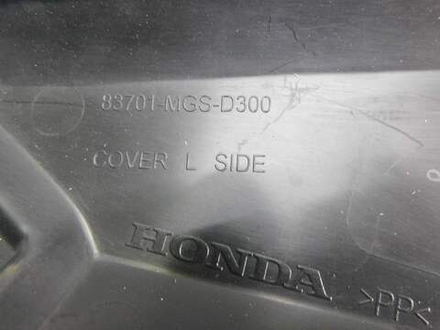 83701-MGS-D300
COVER L SIDE
HONDA
>PP<